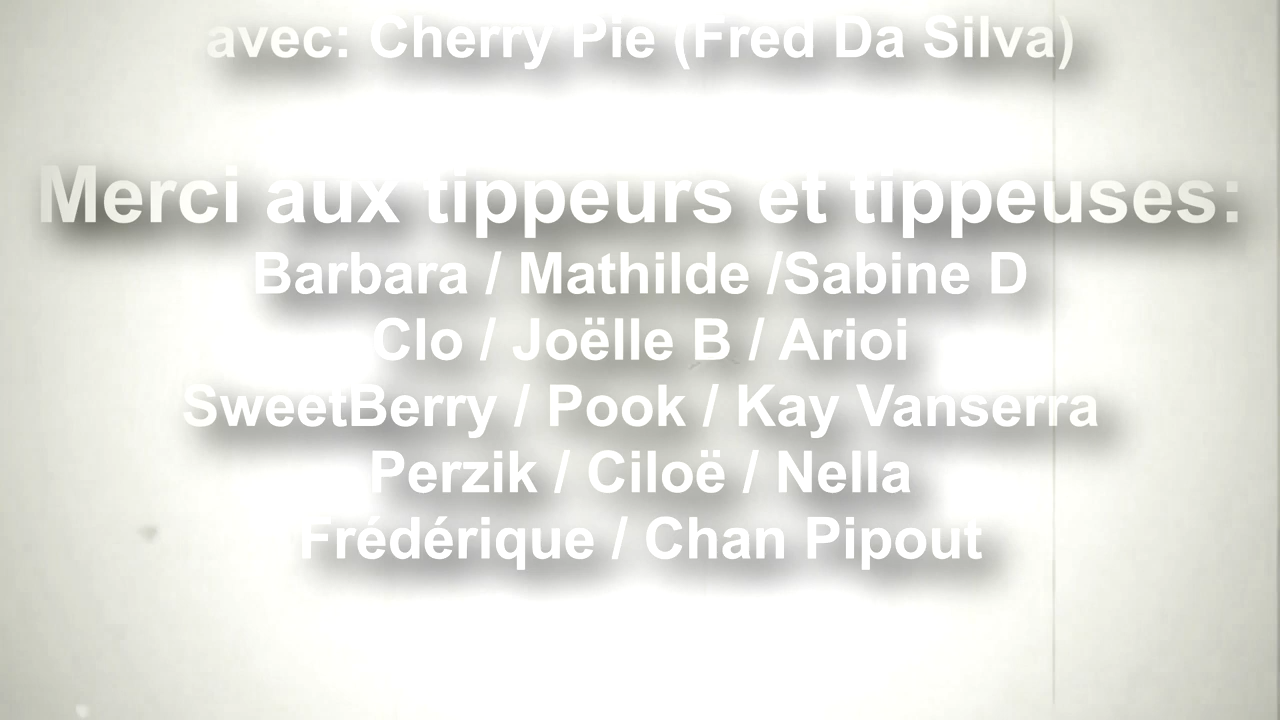 avec: Cherry Pie (Fred Da Silva)
Merci aux tippeurs et tippeuses:
Barbara / Mathilde /Sabine D
Clo / Joëlle B / Arioi
SweetBerry / Pook / Kay Vanserra
Perzik / Ciloë / Nella
Frédérique / Chan Pipout